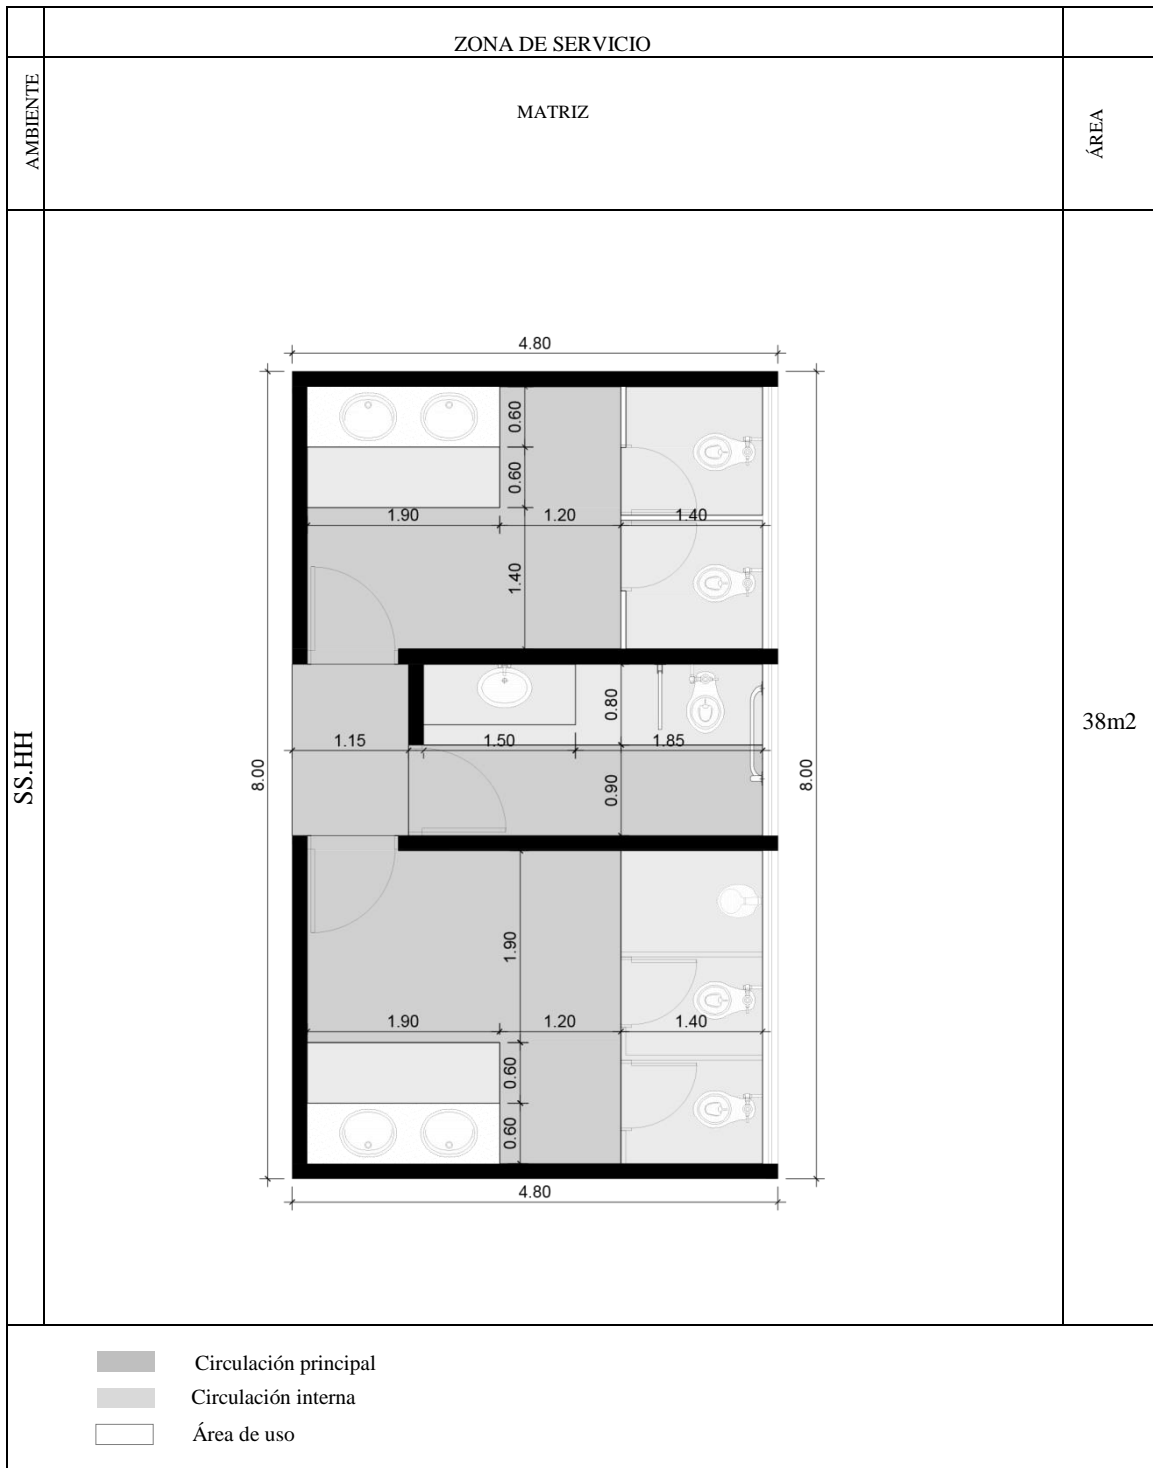 ZONA DE SERVICIO
AMBIENTE
MATRIZ
ÁREA
SS.HH
38m2
4.80
8.00
8.00
0.60
0.60
1.90
1.20
1.40
1.40
0.80
1.15
1.50
1.85
0.90
1.90
1.90
1.20
1.40
0.60
0.60
4.80
Circulación principal
Circulación interna
Área de uso